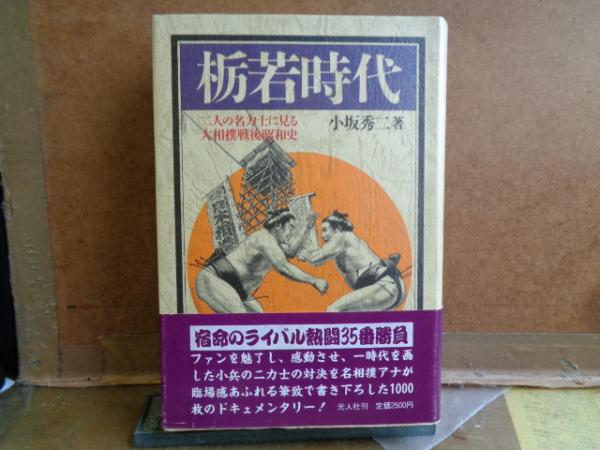 栃若時代
二人の名力士に見る
大相撲戦後昭和史
小坂秀二著
宿命のライバル熱闘35番勝負
ファンを魅了し、感動させ、一時代を画
した小兵の二力士の対決を名相撲アナが
臨場感あふれる筆致で書き下ろした1000
枚のドキュメンタリー! 光人社刊 定価2500円